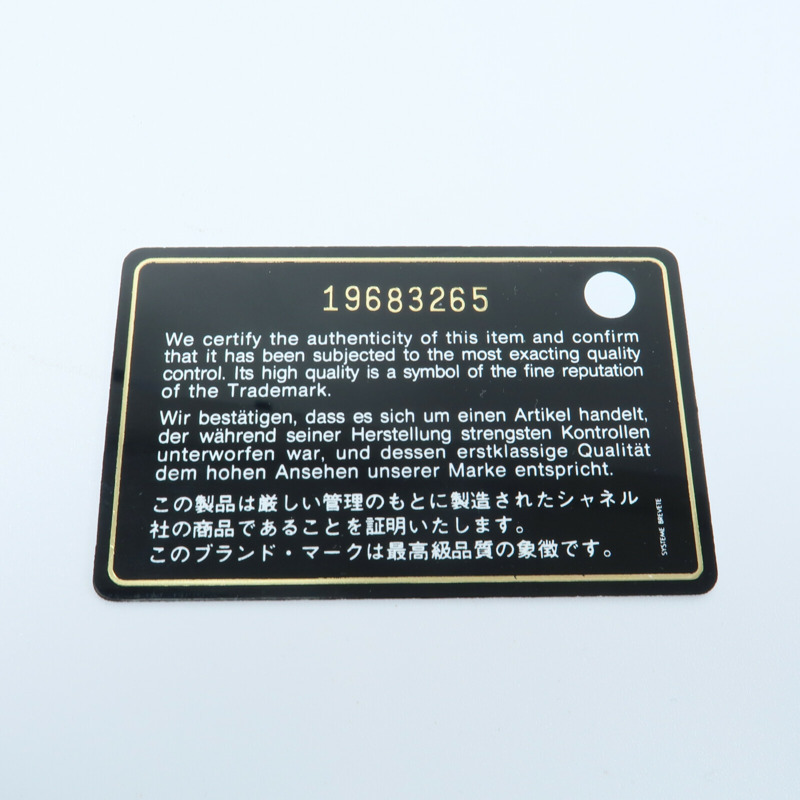 19683265
We certify the authenticity of this item and confirm
that it has been subjected to the most exacting quality
control. Its high quality is a symbol of the fine reputation
of the Trademark.
Wir bestätigen, dass es sich um einen Artikel handelt,
der während seiner Herstellung strengsten Kontrollen
unterworfen war, und dessen erstklassige Qualität
dem hohen Ansehen unserer Marke entspricht.
この製品は厳しい管理のもとに製造されたシャネル
社の商品であることを証明いたします。
このブランド・マークは最高級品質の象徴です。
SYSTEME BREVETE